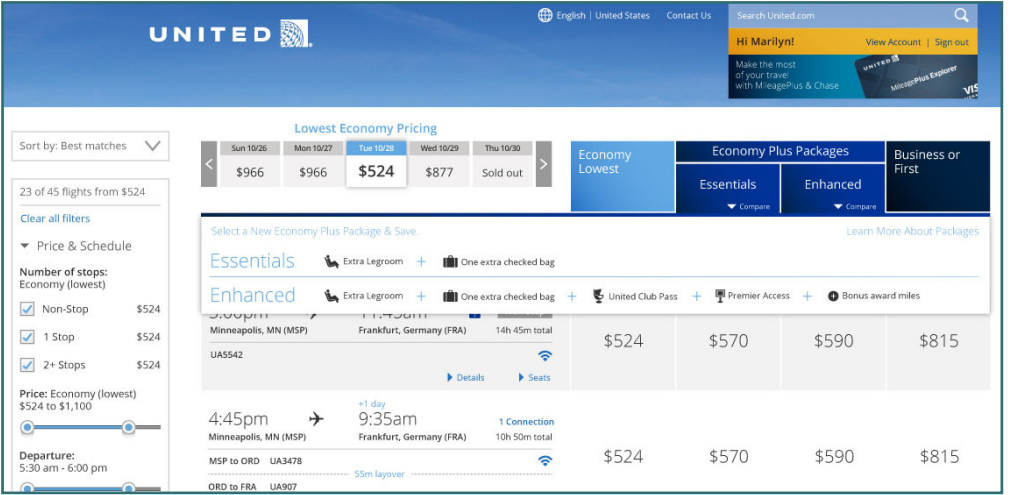 English | United States Contact Us Search United.com
UNITED
Hi Marilyn! View Account | Sign out
Make the most
of your travel
with MileagePlus & Chase
UNITED
MileagePlus Explorer
Sort by: Best matches
23 of 45 flights from $524
Clear all filters
Price & Schedule
Number of stops:
Economy (lowest)
Non-Stop $524
1 Stop $524
2+ Stops $524
Price: Economy (lowest)
$524 to $1,100
Departure:
5:30 am - 6:00 pm
Lowest Economy Pricing
< Sun 10/26 Mon 10/27 Tue 10/28 Wed 10/29 Thu 10/30 >
$966 $966 $524 $877 Sold out
Economy
Lowest
Economy Plus Packages
Essentials Enhanced
Compare Compare
Business or
First
Select a New Economy Plus Package & Save. Learn More About Packages
Essentials Extra Legroom + One extra checked bag
Enhanced Extra Legroom + One extra checked bag + United Club Pass + Premier Access + Bonus award miles
Minneapolis, MN (MSP) Frankfurt, Germany (FRA) 14h 45m total
$524 $570 $590 $815
UA5542
Details Seats
+1 day
4:45pm 9:35am 1 Connection
Minneapolis, MN (MSP) Frankfurt, Germany (FRA) 10h 50m total
$524 $570 $590 $815
MSP to ORD UA3478
55m layover
ORD to FRA UA907